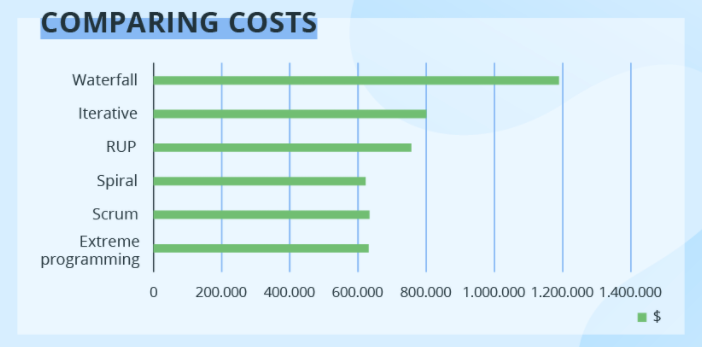 COMPARING COSTS
Waterfall
Iterative
RUP
Spiral
Scrum
Extreme
programming
0 200.000 400.000 600.000 800.000 1.000.000 1.200.000 1.400.000
$